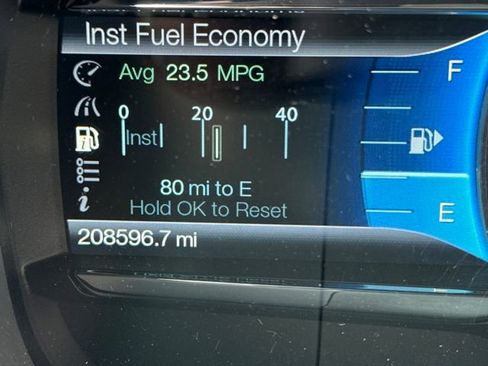 Inst Fuel Economy
Avg 23.5 MPG
F
0 20 40
Inst
80 mi to E
Hold OK to Reset
E
i
208596.7 mi